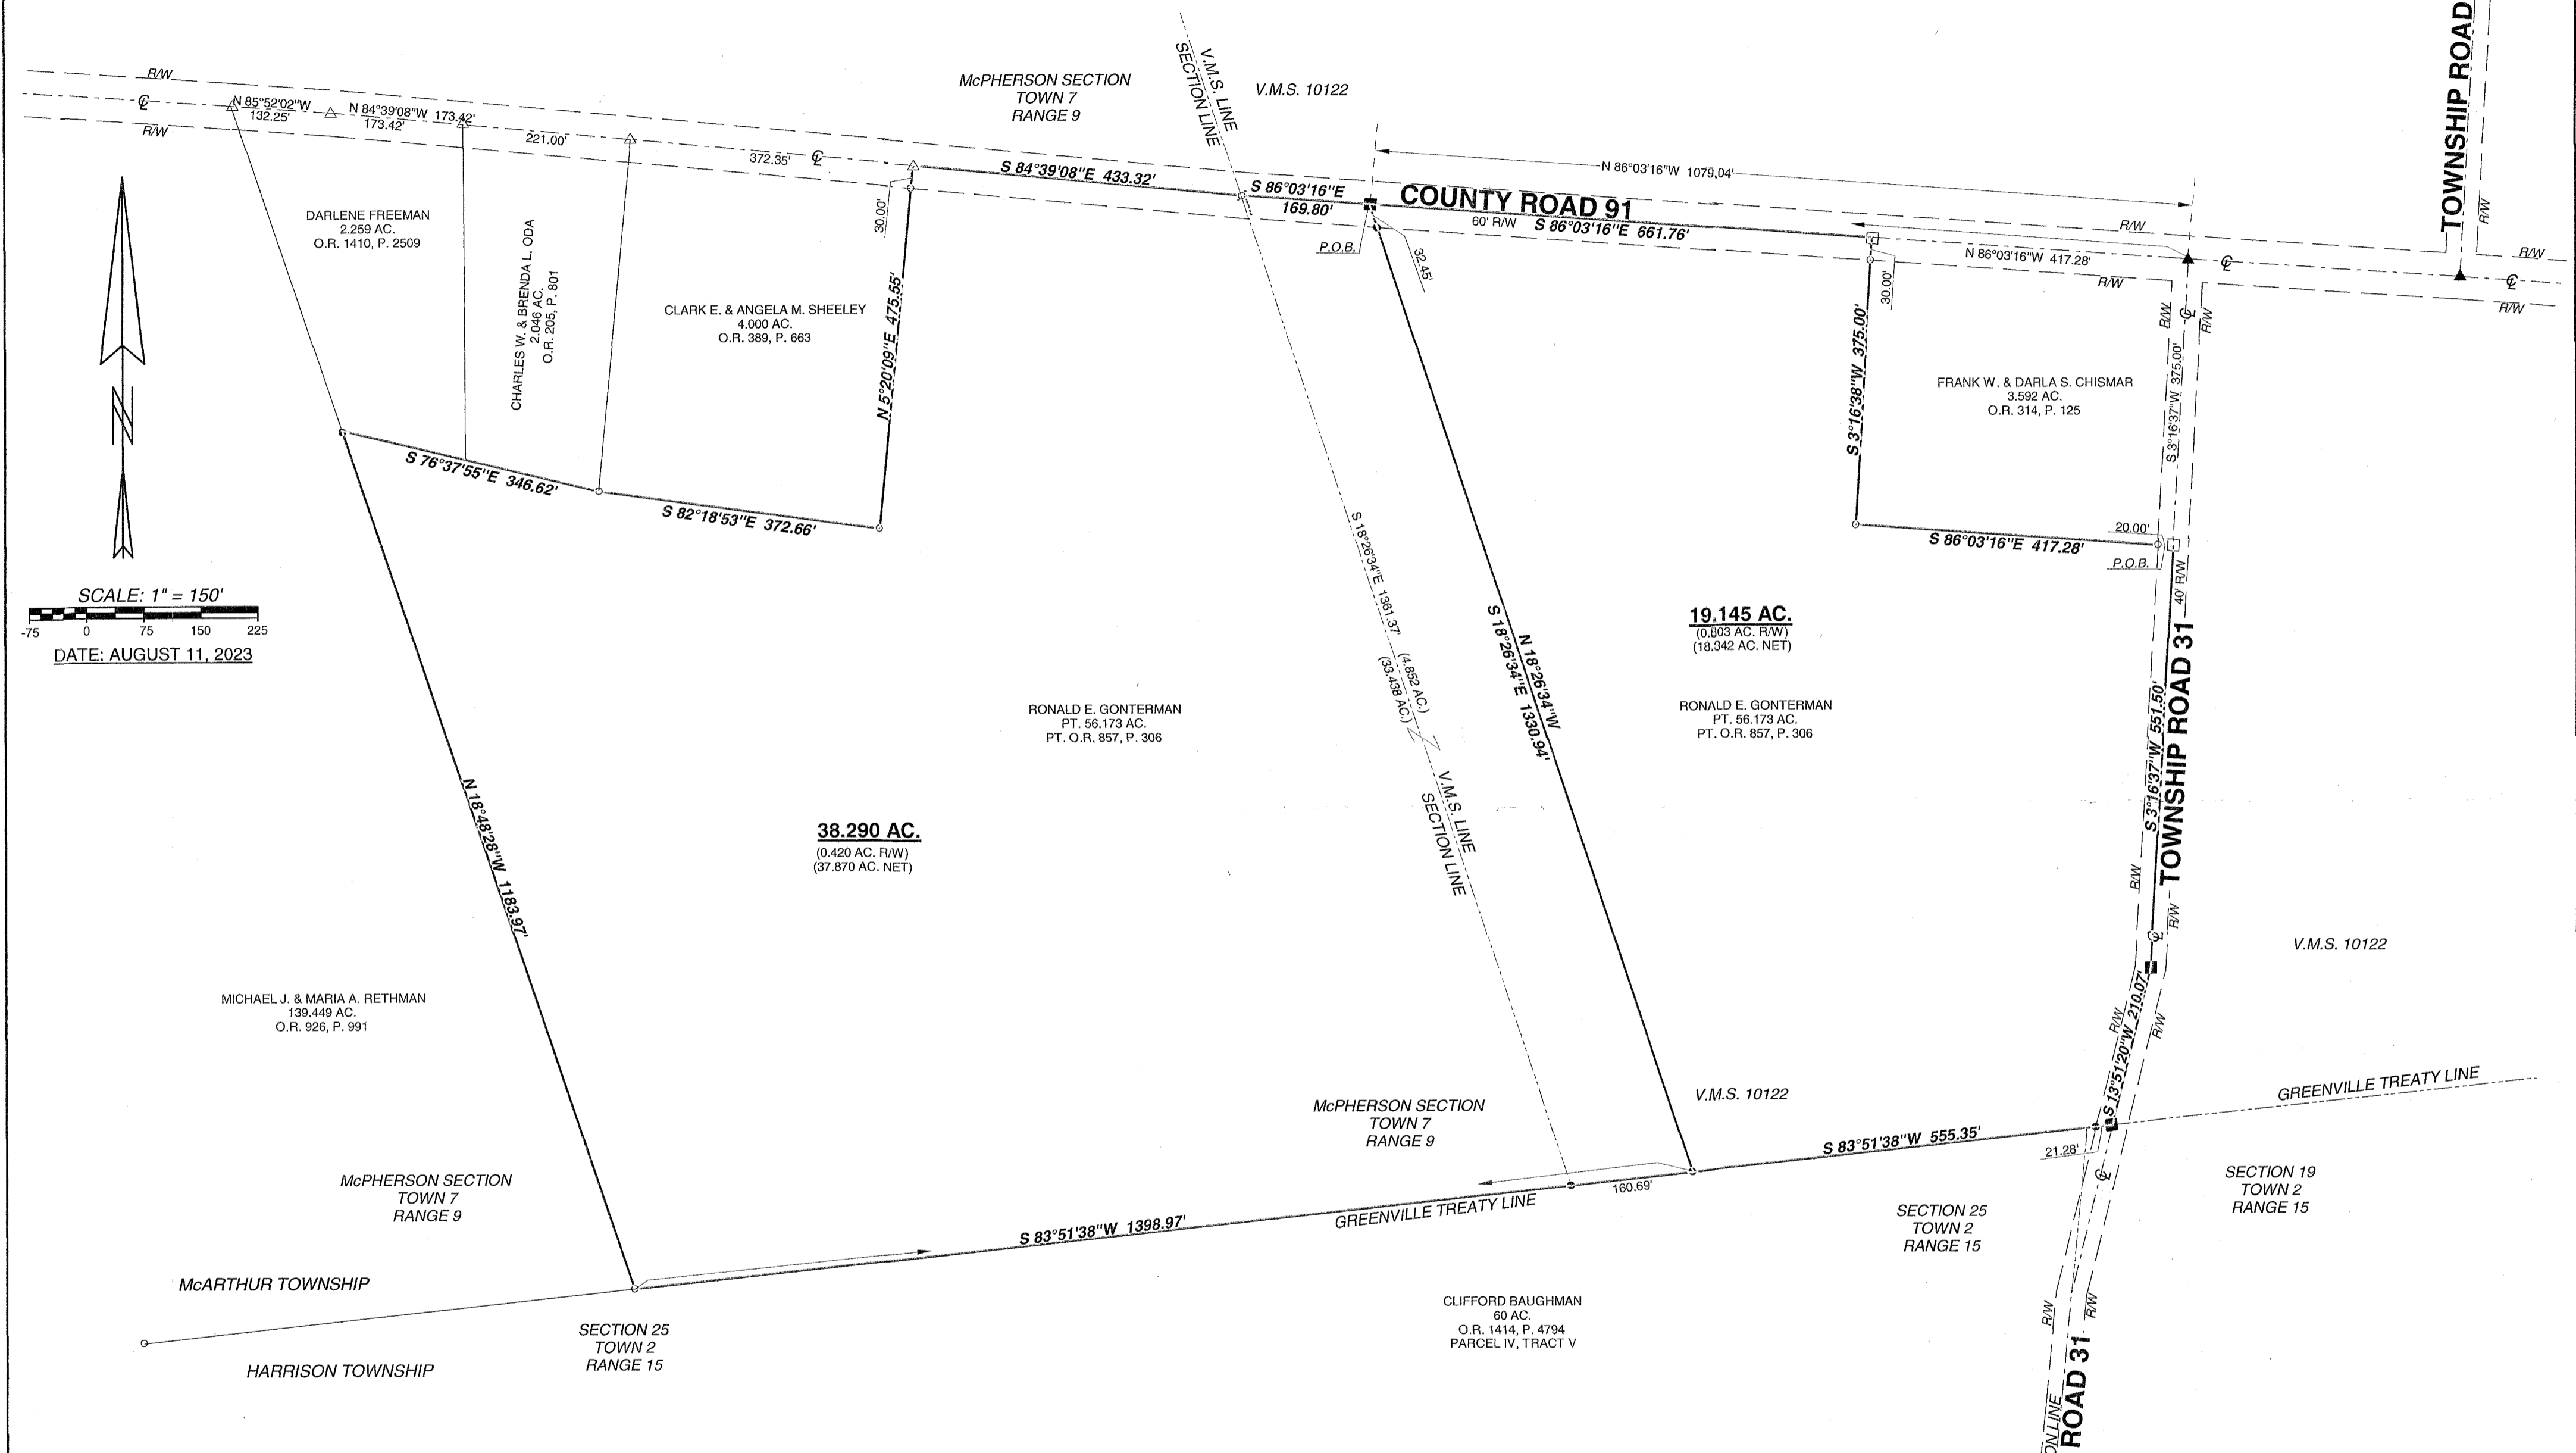 TOWNSHIP ROAD
R/W
R/W
R/W
V.M.S. LINE
SECTION LINE
McPHERSON SECTION
TOWN 7
RANGE 9
V.M.S. 10122
R/W
℄
N 85°52'02"W
132.25'
N 84°39'08"W 173.42'
173.42'
R/W
221.00'
372.35'
℄
S 84°39'08"E 433.32'
S 86°03'16"E
169.80'
N 86°03'16"W 1079.04'
COUNTY ROAD 91
60' R/W
S 86°03'16"E 661.76'
P.O.B.
32.45'
R/W
N 86°03'16"W 417.28'
R/W
℄
℄
R/W
R/W
R/W
℄
30.00'
30.00'
DARLENE FREEMAN
2.259 AC.
O.R. 1410, P. 2509
CHARLES W. & BRENDA L. ODA
2.046 AC.
O.R. 205, P. 801
CLARK E. & ANGELA M. SHEELEY
4.000 AC.
O.R. 389, P. 663
N 5°20'09"E 475.55'
S 3°16'38"W 375.00'
FRANK W. & DARLA S. CHISMAR
3.592 AC.
O.R. 314, P. 125
S 3°16'37"W 375.00'
N
S 76°37'55"E 346.62'
S 82°18'53"E 372.66'
20.00'
S 86°03'16"E 417.28'
P.O.B.
40' R/W
SCALE: 1" = 150'
-75 0 75 150 225
DATE: AUGUST 11, 2023
S 18°26'34"E 1361.37'
(4.852 AC.)
(33.438 AC.)
N 18°26'34"W
S 18°26'34"E 1330.94'
19.145 AC.
(0.803 AC. R/W)
(18.342 AC. NET)
RONALD E. GONTERMAN
PT. 56.173 AC.
PT. O.R. 857, P. 306
RONALD E. GONTERMAN
PT. 56.173 AC.
PT. O.R. 857, P. 306
S 3°16'37"W 551.50'
TOWNSHIP ROAD 31
V.M.S. LINE
SECTION LINE
38.290 AC.
(0.420 AC. R/W)
(37.870 AC. NET)
N 18°48'28"W 1183.97'
R/W
R/W
℄
V.M.S. 10122
MICHAEL J. & MARIA A. RETHMAN
139.449 AC.
O.R. 926, P. 991
R/W
S 13°51'20"W 210.07'
R/W
GREENVILLE TREATY LINE
V.M.S. 10122
McPHERSON SECTION
TOWN 7
RANGE 9
S 83°51'38"W 555.35'
21.28'
℄
160.69'
McPHERSON SECTION
TOWN 7
RANGE 9
S 83°51'38"W 1398.97'
GREENVILLE TREATY LINE
SECTION 25
TOWN 2
RANGE 15
SECTION 19
TOWN 2
RANGE 15
McARTHUR TOWNSHIP
HARRISON TOWNSHIP
SECTION 25
TOWN 2
RANGE 15
CLIFFORD BAUGHMAN
60 AC.
O.R. 1414, P. 4794
PARCEL IV, TRACT V
R/W
R/W
ROAD 31
LINE